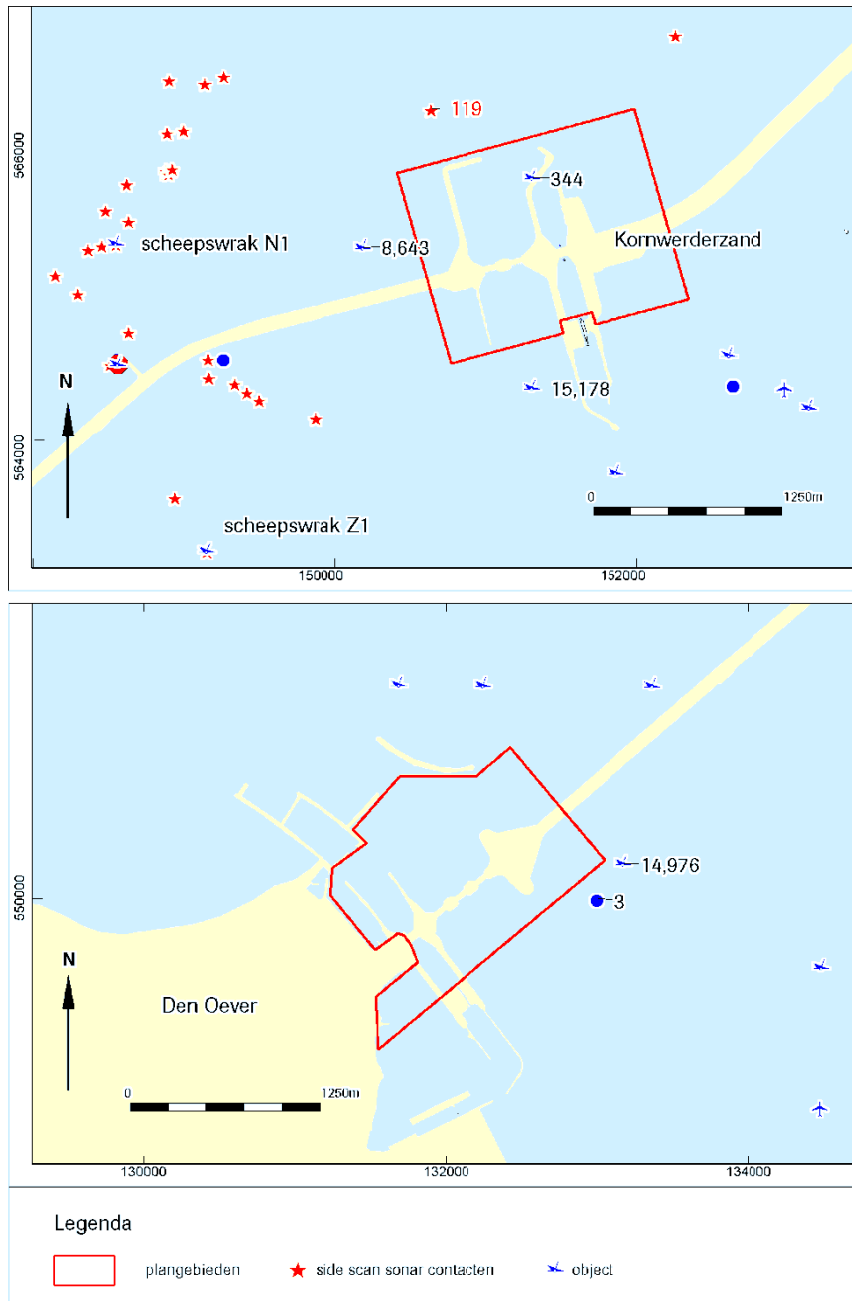 566000
119
344
scheepswrak N1
8,643
Kornwerderzand
N
15,178
564000
0
1250m
scheepswrak Z1
150000
152000
14,976
550000
3
N
Den Oever
0
1250m
130000
132000
134000
Legenda
plangebieden
side scan sonar contacten
object